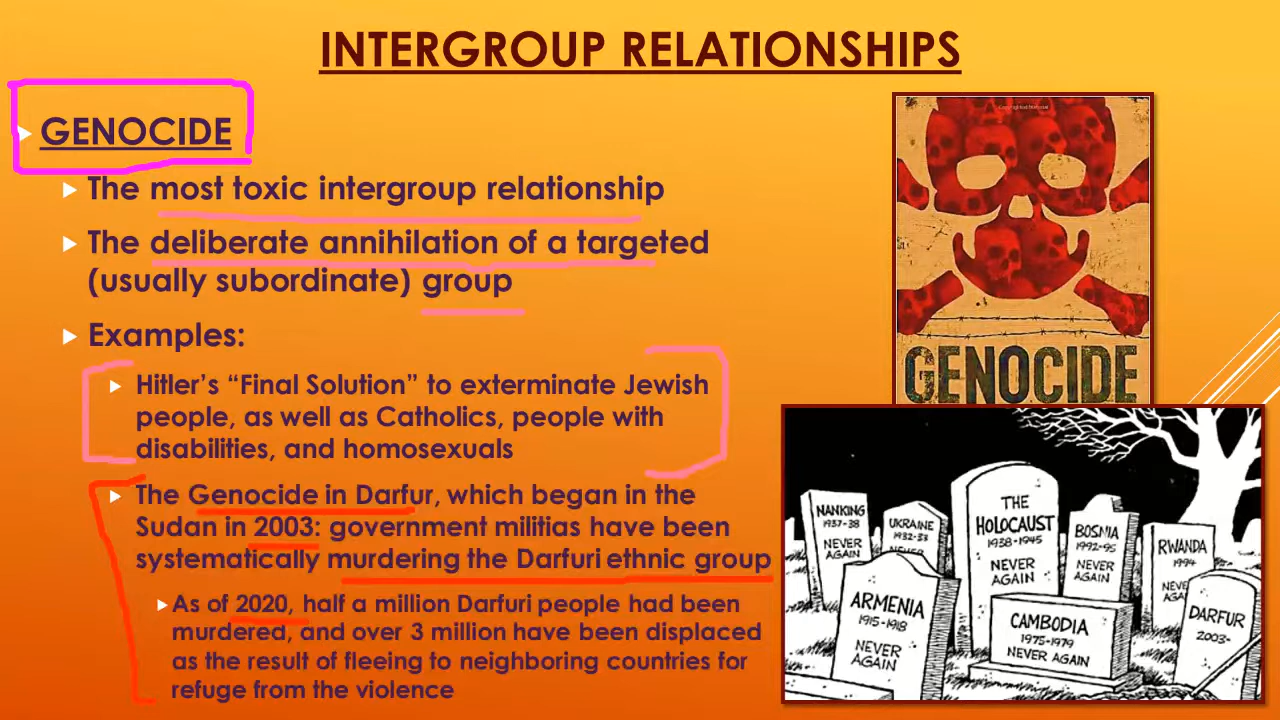 INTERGROUP RELATIONSHIPS
GENOCIDE
The most toxic intergroup relationship
The deliberate annihilation of a targeted
(usually subordinate) group
Examples:
Hitler's “Final Solution” to exterminate Jewish
people, as well as Catholics, people with
disabilities, and homosexuals
The Genocide in Darfur, which began in the
Sudan in 2003: government militias have been
systematically murdering the Darfuri ethnic group
As of 2020, half a million Darfuri people had been
murdered, and over 3 million have been displaced
as the result of fleeing to neighboring countries for
refuge from the violence
GENOCIDE
NANKING
1937-38
NEVER
AGAIN
UKRAINE
1932-33
NEVER
THE
HOLOCAUST
1938-1945
NEVER
AGAIN
BOSNIA
1992-95
NEVER
AGAIN
RWANDA
1994
NEVE
AGA
ARMENIA
1915-1918
NEVER
AGAIN
CAMBODIA
1975-1979
NEVER AGAIN
DARFUR
2003-